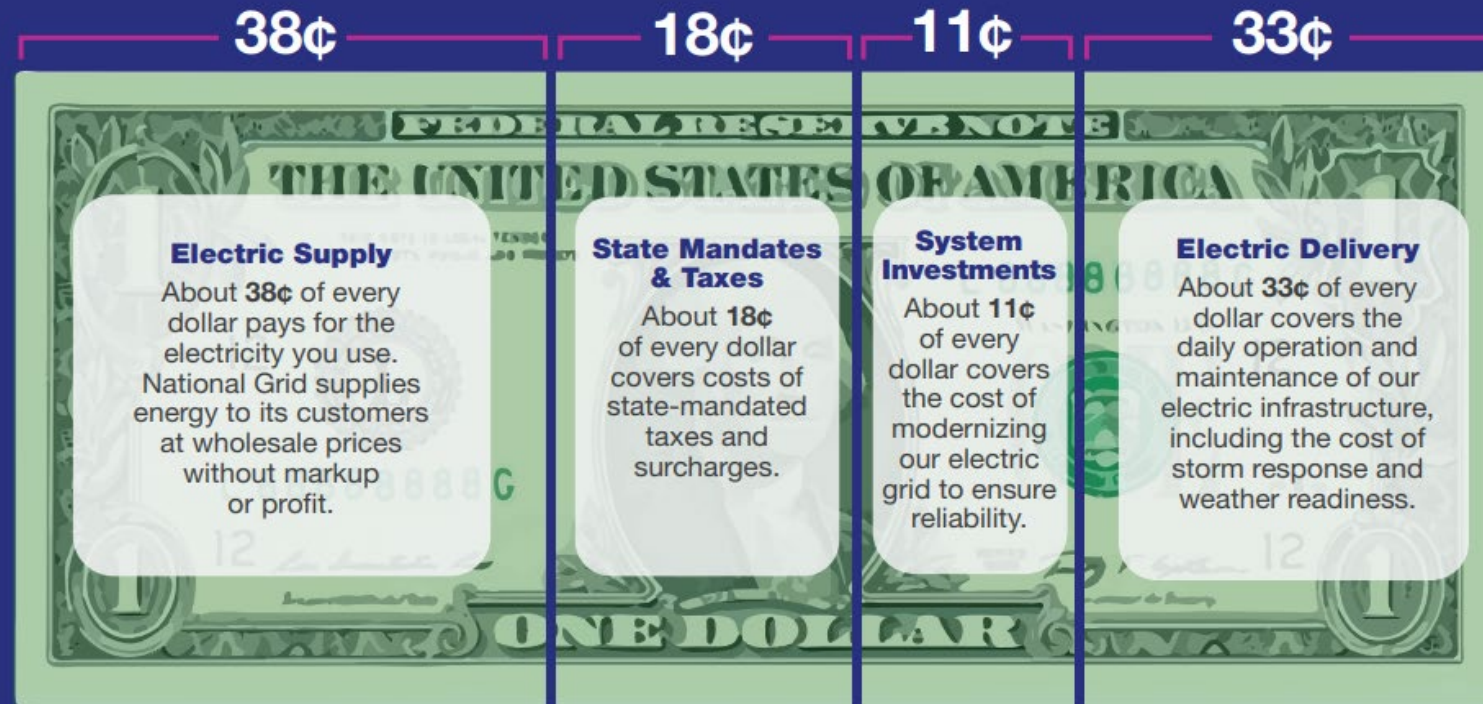 38¢
18¢
11¢
33¢
FEDERAL RESERVE NOTE
THE UNITED STATES OF AMERICA
Electric Supply
About 38¢ of every
dollar pays for the
electricity you use.
National Grid supplies
energy to its customers
at wholesale prices
without markup
or profit.
State Mandates
& Taxes
About 18¢
of every dollar
covers costs of
state-mandated
taxes and
surcharges.
System
Investments
About 11¢
of every
dollar covers
the cost of
modernizing
our electric
grid to ensure
reliability.
Electric Delivery
About 33¢ of every
dollar covers the
daily operation and
maintenance of our
electric infrastructure,
including the cost of
storm response and
weather readiness.
G
12
12
1
1
ONE DOLLAR